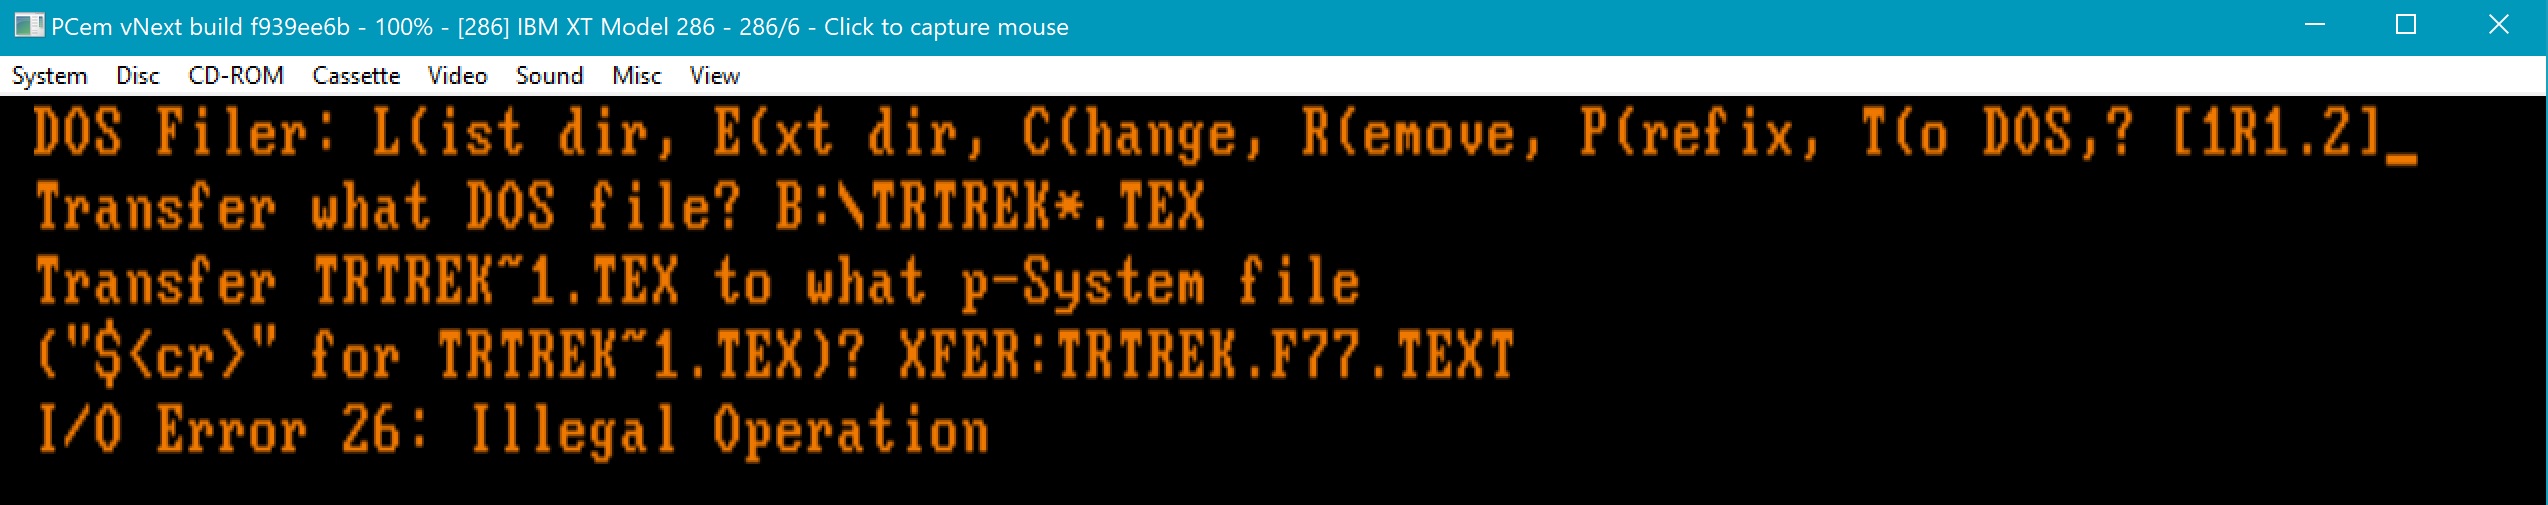 PCem vNext build f939ee6b - 100% - [286] IBM XT Model 286 - 286/6 - Click to capture mouse
System Disc CD-ROM Cassette Video Sound Misc View
DOS Filer: L(ist dir, E(xt dir, C(hange, R(emove, P(refix, T(o DOS,? [1R1.2]_
Transfer what DOS file? B:\TRTREK*.TEX
Transfer TRTREK~1.TEX to what p-System file
("$<cr>" for TRTREK~1.TEX)? XFER:TRTREK.F77.TEXT
I/O Error 26: Illegal Operation